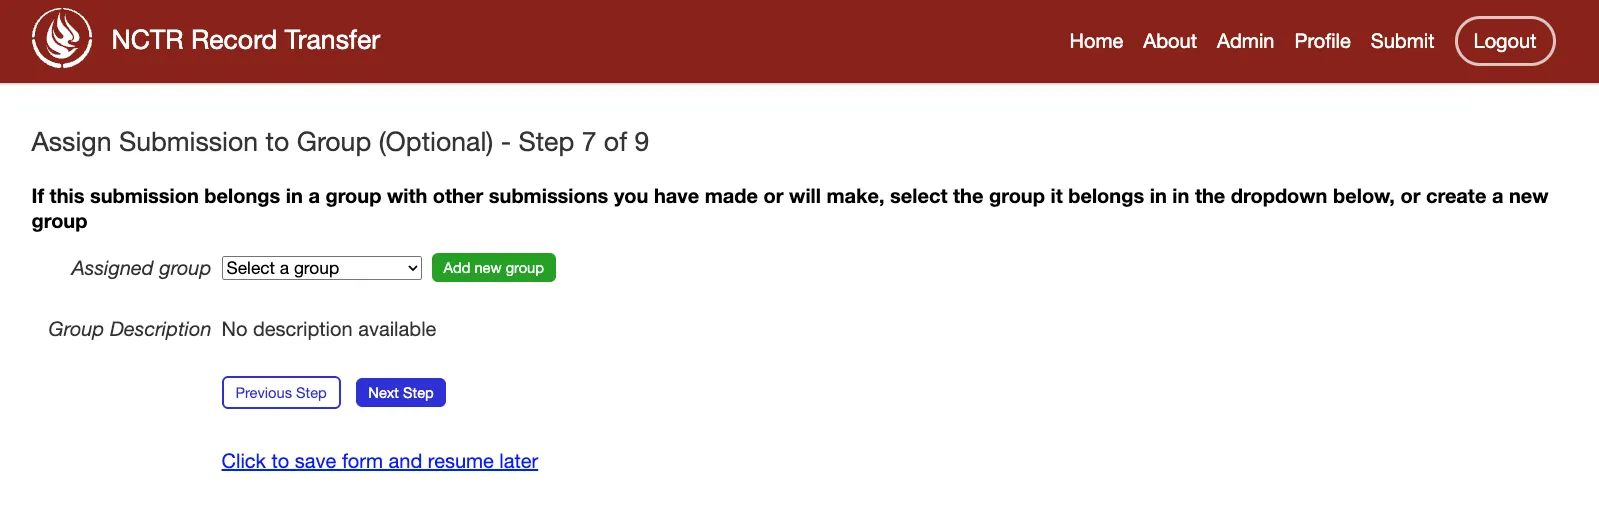 NCTR Record Transfer
Home About Admin Profile Submit Logout
Assign Submission to Group (Optional) - Step 7 of 9
If this submission belongs in a group with other submissions you have made or will make, select the group it belongs in in the dropdown below, or create a new
group
Assigned group Select a group Add new group
Group Description No description available
Previous Step Next Step
Click to save form and resume later